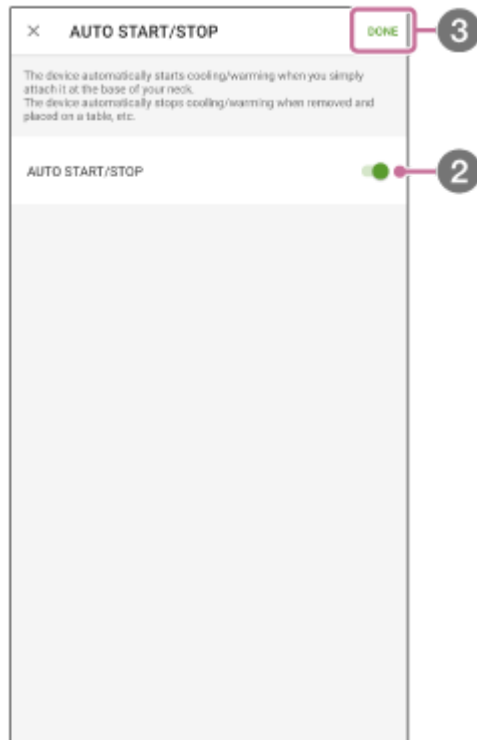 × AUTO START/STOP DONE 3
The device automatically starts cooling/warming when you simply
attach it at the base of your neck.
The device automatically stops cooling/warming when removed and
placed on a table, etc.
AUTO START/STOP 2